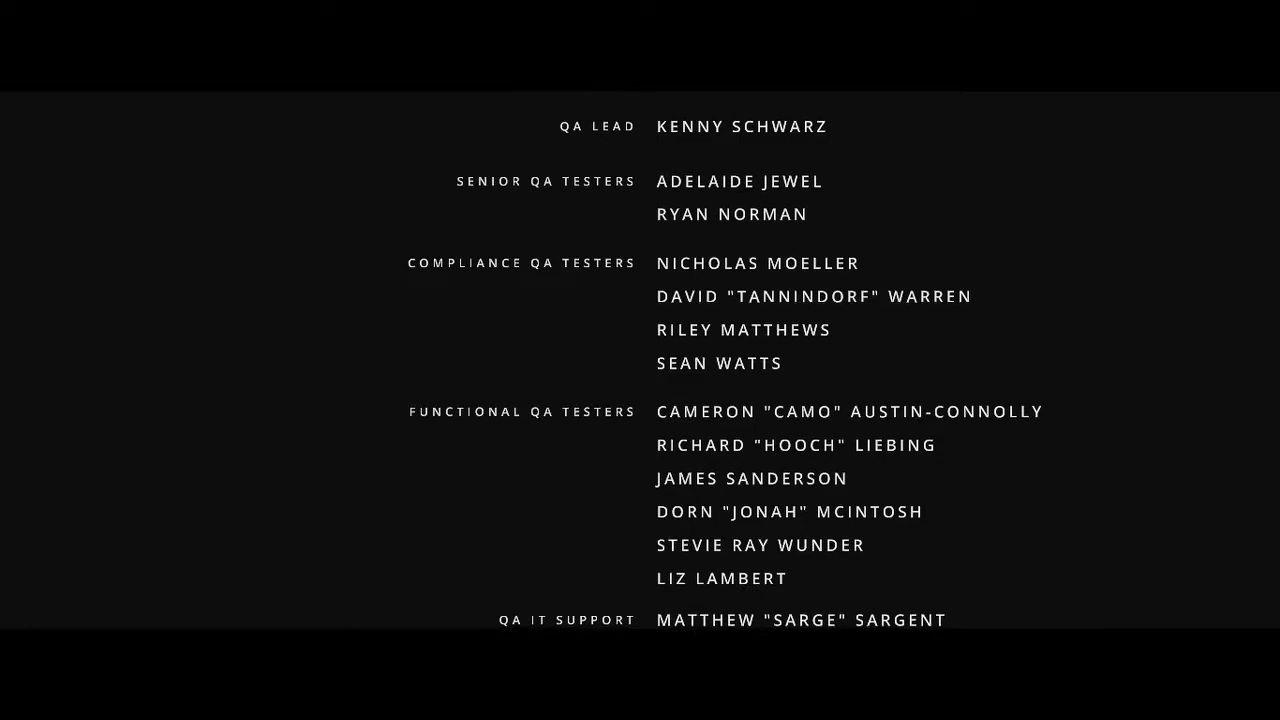 QA LEAD KENNY SCHWARZ
SENIOR QA TESTERS ADELAIDE JEWEL
RYAN NORMAN
COMPLIANCE QA TESTERS NICHOLAS MOELLER
DAVID "TANNINDORF" WARREN
RILEY MATTHEWS
SEAN WATTS
FUNCTIONAL QA TESTERS CAMERON "CAMO" AUSTIN-CONNOLLY
RICHARD "HOOCH" LIEBING
JAMES SANDERSON
DORN "JONAH" MCINTOSH
STEVIE RAY WUNDER
LIZ LAMBERT
QA IT SUPPORT MATTHEW "SARGE" SARGENT